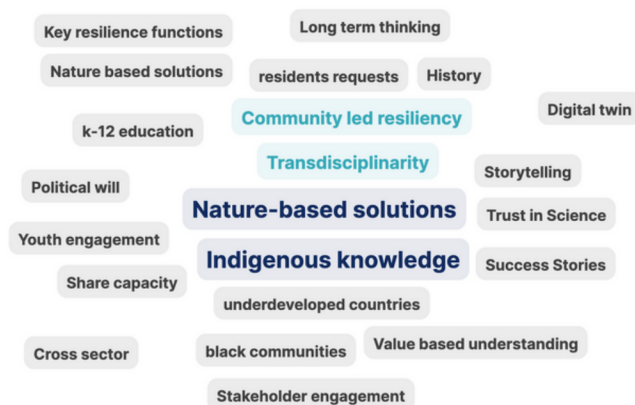 Key resilience functions
Long term thinking
Nature based solutions
residents requests
History
Community led resiliency
Digital twin
k-12 education
Transdisciplinarity
Storytelling
Political will
Nature-based solutions
Trust in Science
Youth engagement
Indigenous knowledge
Success Stories
Share capacity
underdeveloped countries
Cross sector
black communities
Value based understanding
Stakeholder engagement